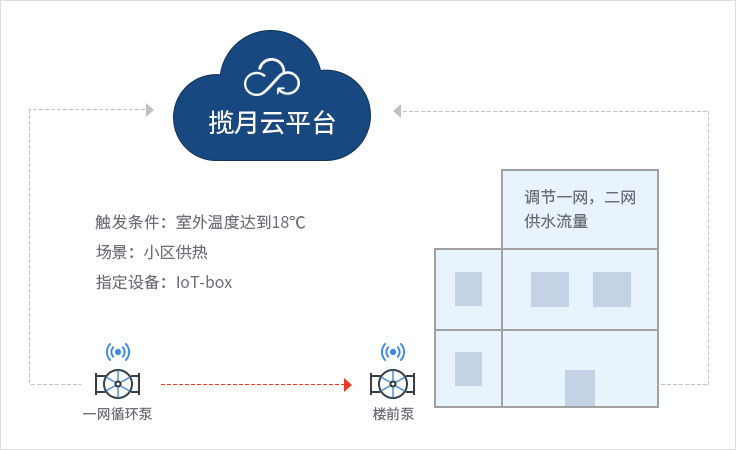 揽月云平台
调节一网，二网
供水流量
触发条件：室外温度达到18℃
场景：小区供热
指定设备：IoT-box
一网循环泵
楼前泵